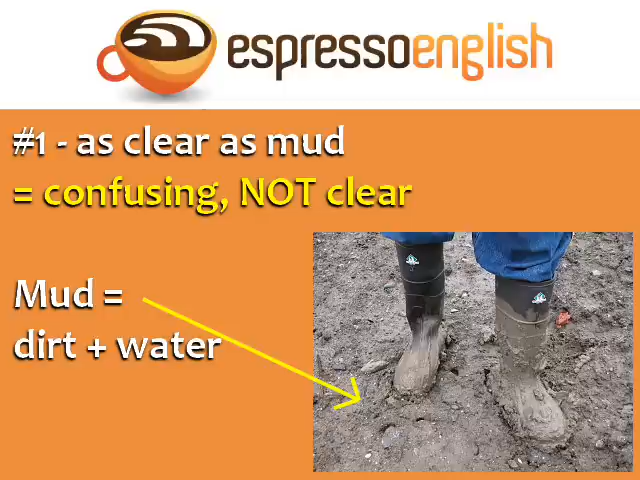 espressoenglish
#1 - as clear as mud
= confusing, NOT clear
Mud =
dirt + water